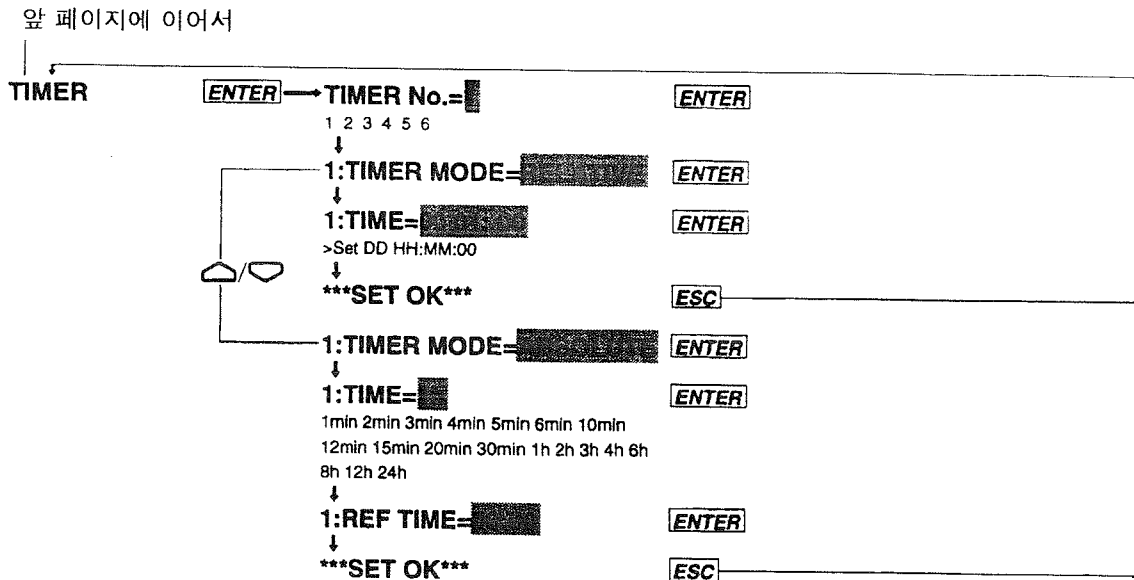 앞 페이지에 이어서
TIMER ENTER TIMER No.= ENTER
1 2 3 4 5 6
1:TIMER MODE= ENTER
1:TIME= ENTER
>Set DD HH:MM:00
/
***SET OK*** ESC
1:TIMER MODE= ENTER
1:TIME= ENTER
1min 2min 3min 4min 5min 6min 10min
12min 15min 20min 30min 1h 2h 3h 4h 6h
8h 12h 24h
1:REF TIME= ENTER
***SET OK*** ESC